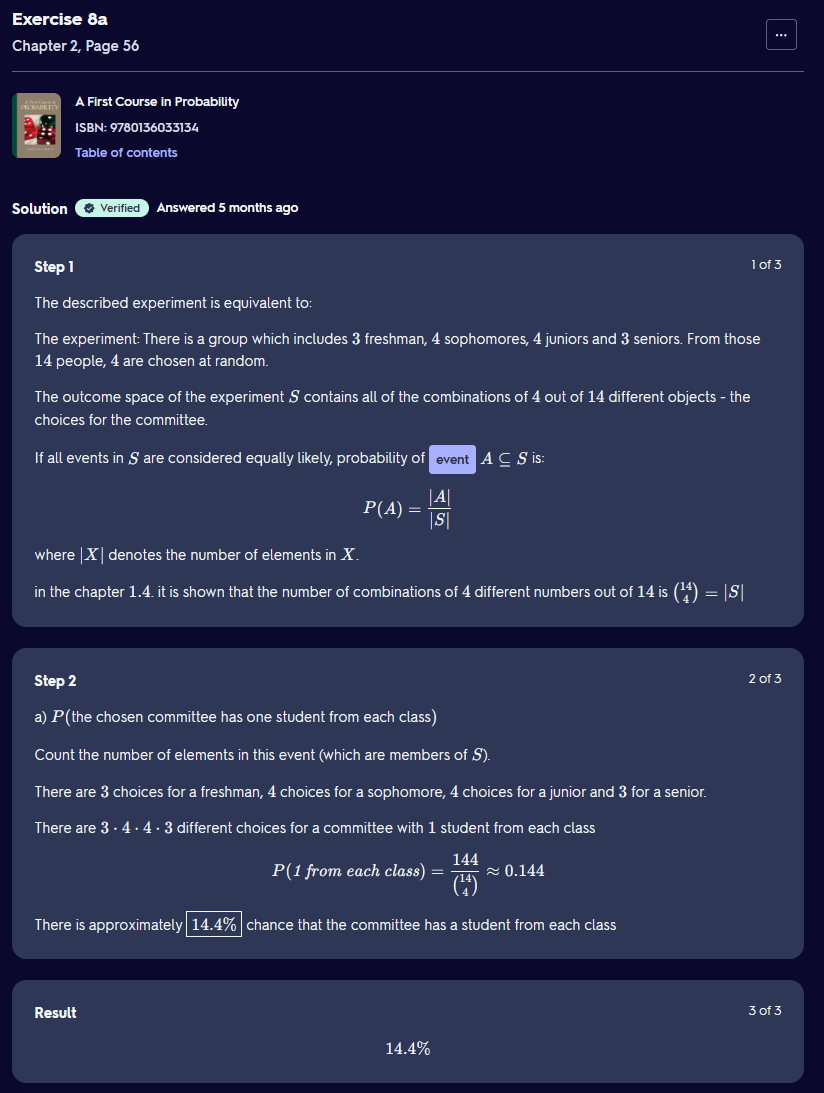 Exercise 8a
Chapter 2, Page 56
...
A First Course in
PROBABILITY
A First Course in Probability
ISBN: 9780136033134
Table of contents
Solution Verified Answered 5 months ago
Step 1
1 of 3
The described experiment is equivalent to:
The experiment: There is a group which includes 3 freshman, 4 sophomores, 4 juniors and 3 seniors. From those
14 people, 4 are chosen at random.
The outcome space of the experiment S contains all of the combinations of 4 out of 14 different objects - the
choices for the committee.
If all events in S are considered equally likely, probability of event A ⊆ S is:
P(A) = |A| / |S|
where |X| denotes the number of elements in X.
in the chapter 1.4. it is shown that the number of combinations of 4 different numbers out of 14 is (14 4) = |S|
Step 2
2 of 3
a) P(the chosen committee has one student from each class)
Count the number of elements in this event (which are members of S).
There are 3 choices for a freshman, 4 choices for a sophomore, 4 choices for a junior and 3 for a senior.
There are 3 · 4 · 4 · 3 different choices for a committee with 1 student from each class
P(1 from each class) = 144 / (14 4) ≈ 0.144
There is approximately 14.4% chance that the committee has a student from each class
Result
3 of 3
14.4%